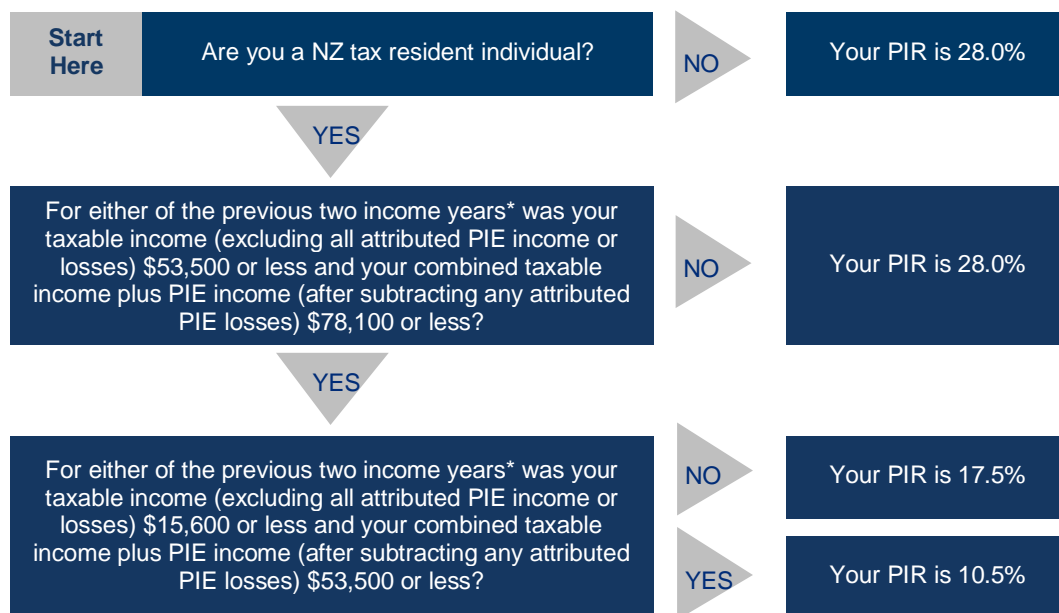 Start
Here
Are you a NZ tax resident individual?
NO
Your PIR is 28.0%
YES
For either of the previous two income years* was your
taxable income (excluding all attributed PIE income or
losses) $53,500 or less and your combined taxable
income plus PIE income (after subtracting any attributed
PIE losses) $78,100 or less?
NO
Your PIR is 28.0%
YES
For either of the previous two income years* was your
taxable income (excluding all attributed PIE income or
losses) $15,600 or less and your combined taxable
income plus PIE income (after subtracting any attributed
PIE losses) $53,500 or less?
NO
Your PIR is 17.5%
YES
Your PIR is 10.5%